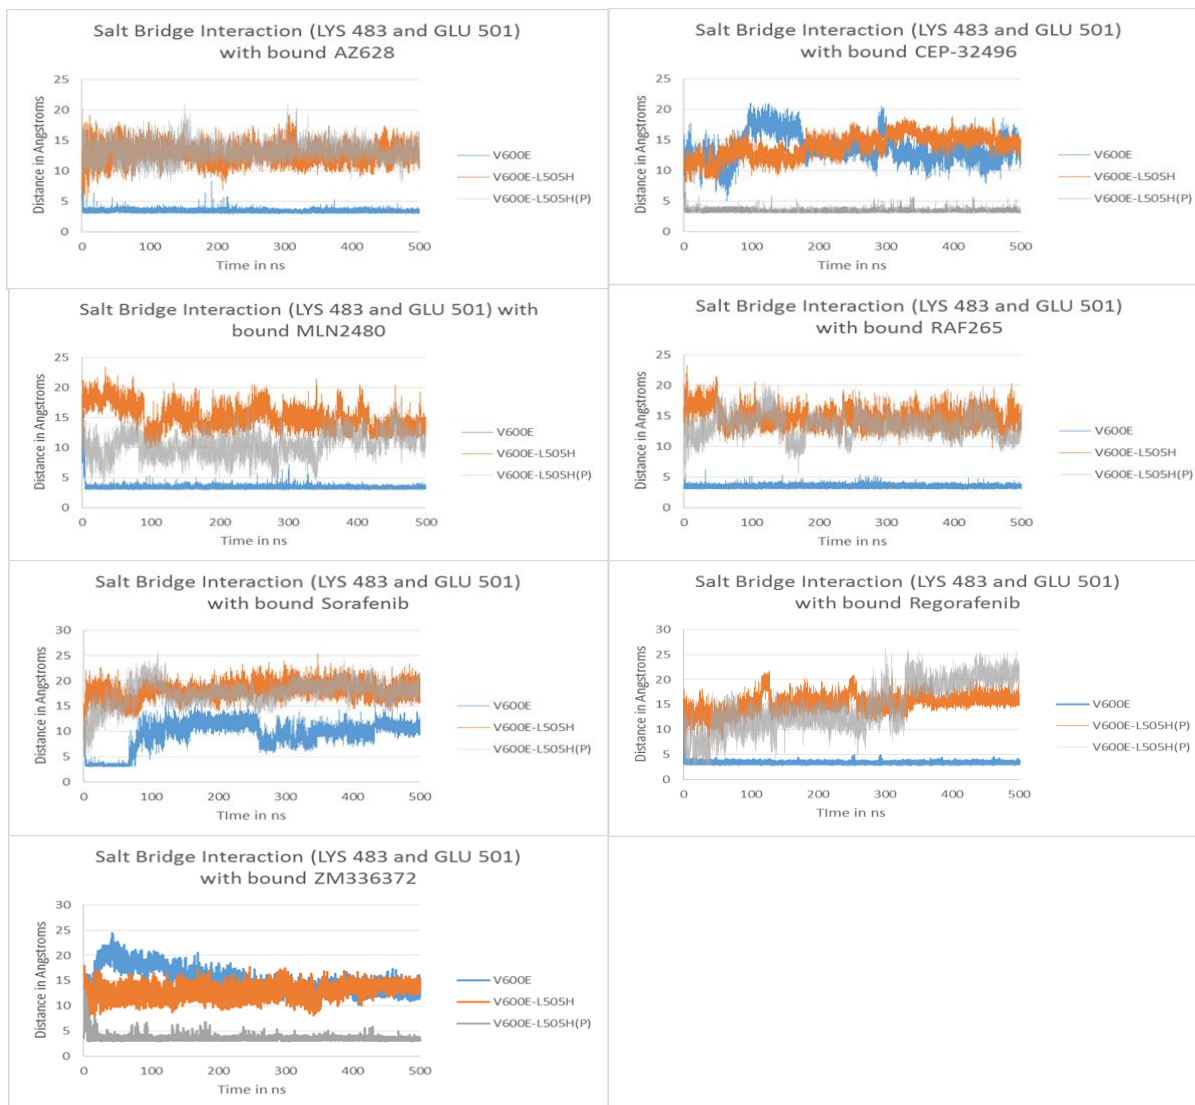 Salt Bridge Interaction (LYS 483 and GLU 501)
with bound AZ628
Distance in Angstroms
25
20
15
10
5
0
0 100 200 300 400 500
Time in ns
V600E
V600E-L505H
V600E-L505H(P)
Salt Bridge Interaction (LYS 483 and GLU 501)
with bound CEP-32496
Distance in Angstroms
25
20
15
10
5
0
0 100 200 300 400 500
Time in ns
V600E
V600E-L505H
V600E-L505H(P)
Salt Bridge Interaction (LYS 483 and GLU 501) with
bound MLN2480
Distance in Angstroms
25
20
15
10
5
0
0 100 200 300 400 500
Time in ns
V600E
V600E-L505H
V600E-L505H(P)
Salt Bridge Interaction (LYS 483 and GLU 501)
with bound RAF265
Distance in Angstroms
25
20
15
10
5
0
0 100 200 300 400 500
Time in ns
V600E
V600E-L505H
V600E-L505H(P)
Salt Bridge Interaction (LYS 483 and GLU 501)
with bound Sorafenib
Distance in Angstroms
30
25
20
15
10
5
0
0 100 200 300 400 500
TIme in ns
V600E
V600E-L505H
V600E-L505H(P)
Salt Bridge Interaction (LYS 483 and GLU 501)
with bound Regorafenib
Distance in Angstroms
30
25
20
15
10
5
0
0 100 200 300 400 500
TIme in ns
V600E
V600E-L505H(P)
V600E-L505H(P)
Salt Bridge Interaction (LYS 483 and GLU 501)
with bound ZM336372
Distance in Angstroms
30
25
20
15
10
5
0
0 100 200 300 400 500
Time in ns
V600E
V600E-L505H
V600E-L505H(P)